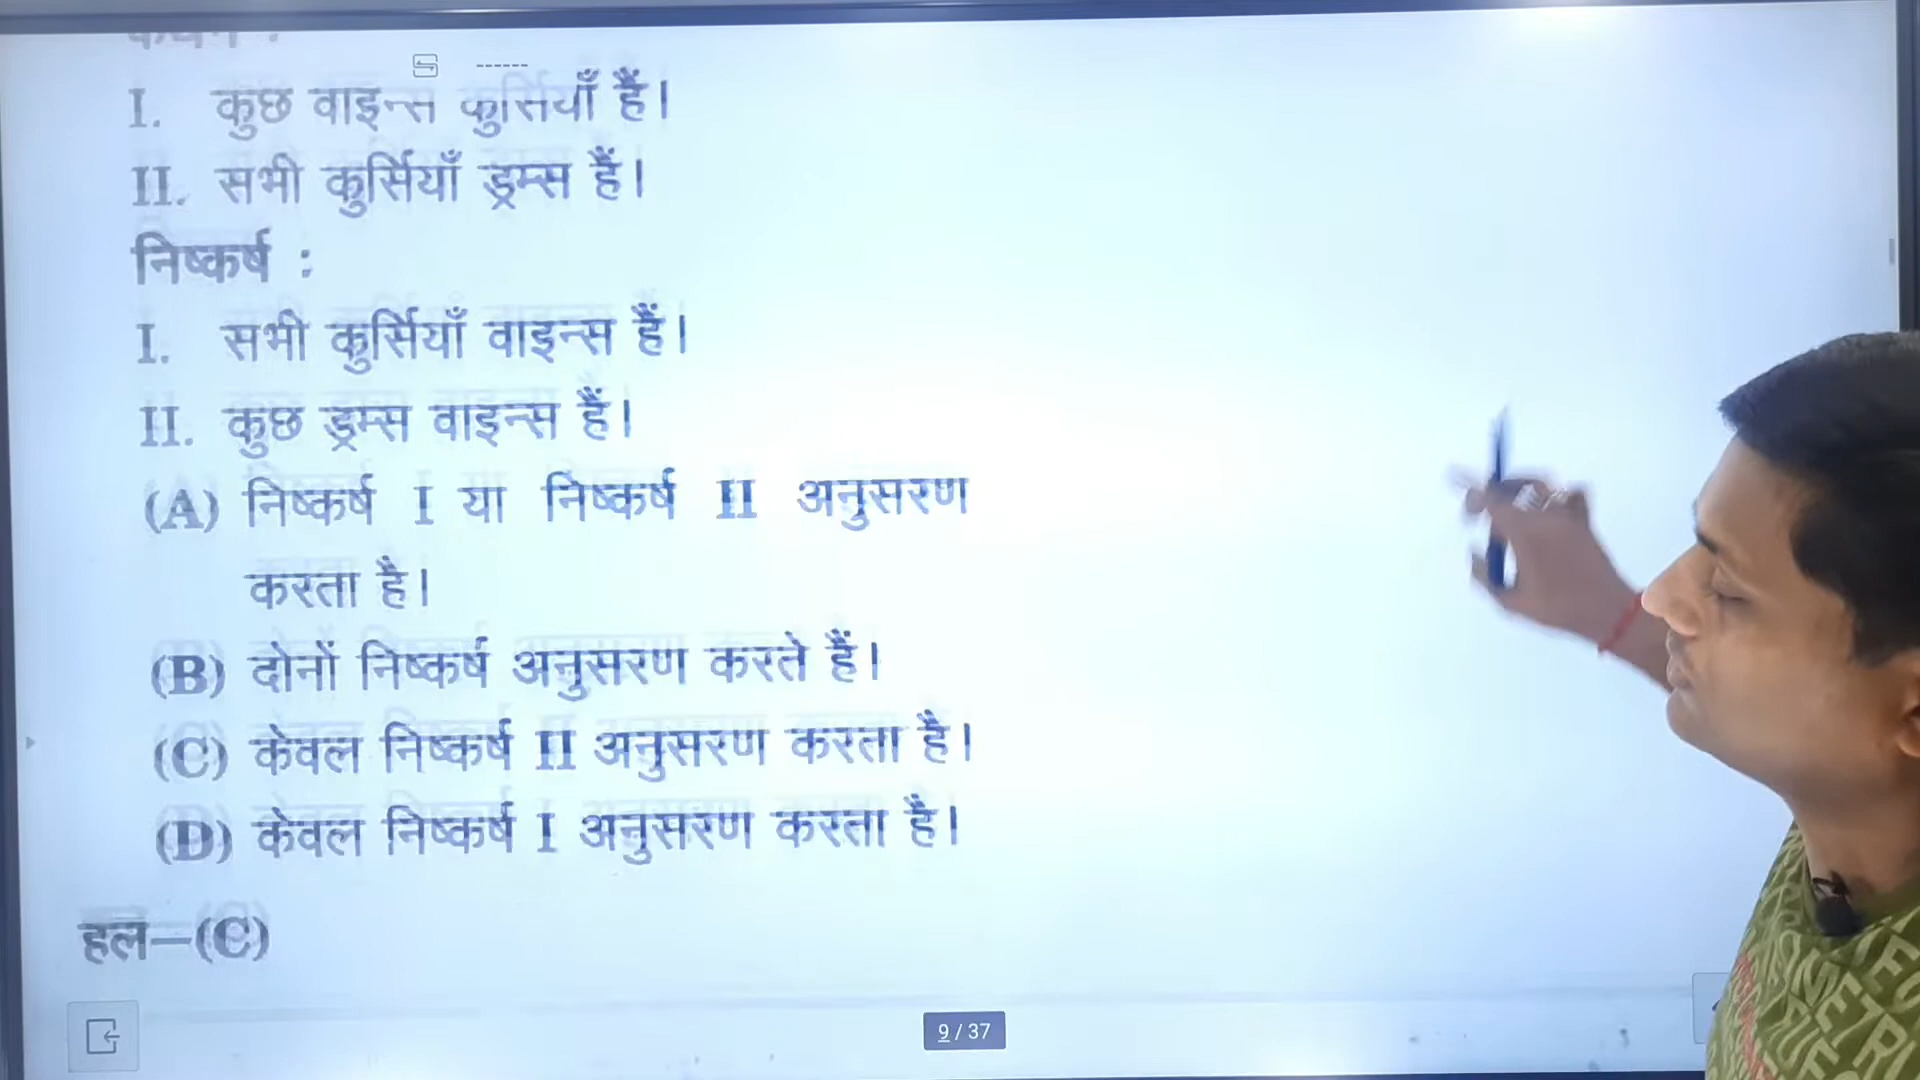 I. कुछ वाइन्स कुर्सियाँ हैं।
II. सभी कुर्सियाँ ड्रम्स हैं।
निष्कर्ष :
I. सभी कुर्सियाँ वाइन्स हैं।
II. कुछ ड्रम्स वाइन्स हैं।
(A) निष्कर्ष I या निष्कर्ष II अनुसरण
करता है।
(B) दोनों निष्कर्ष अनुसरण करते हैं।
(C) केवल निष्कर्ष II अनुसरण करता है।
(D) केवल निष्कर्ष I अनुसरण करता है।
हल–(C)
9 / 37